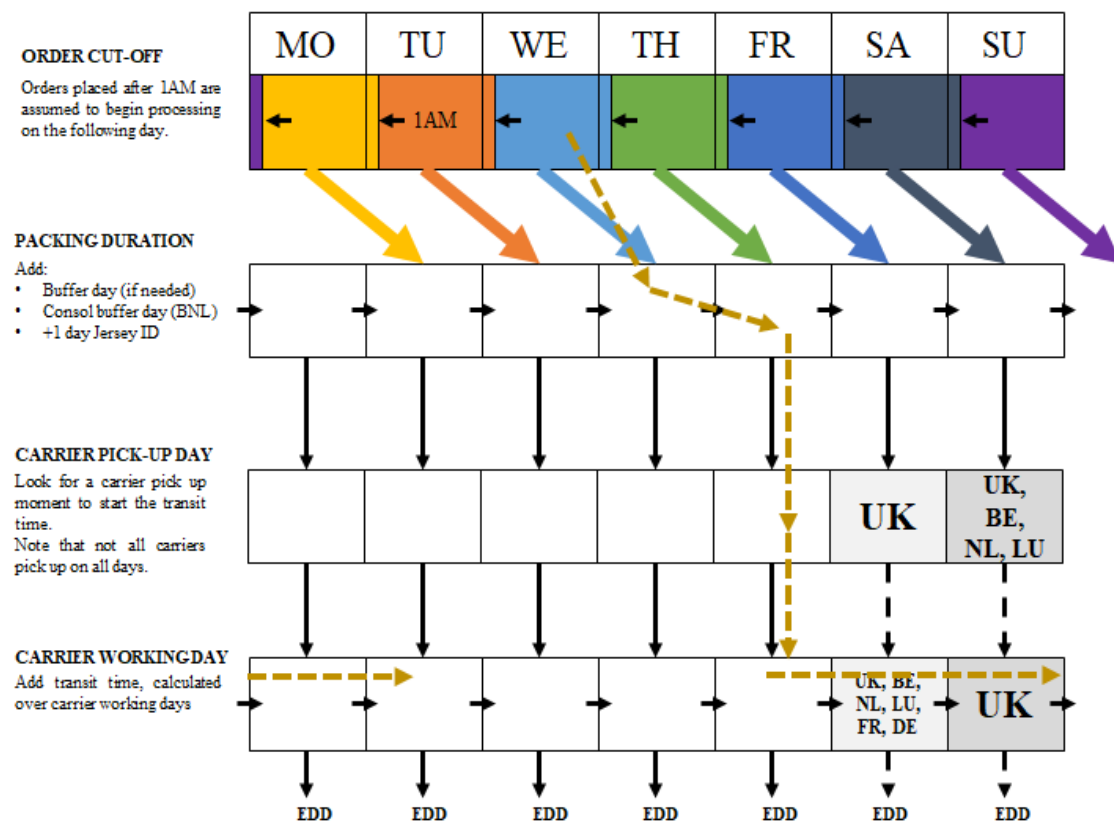 MO TU WE TH FR SA SU
ORDER CUT-OFF
Orders placed after 1AM are
assumed to begin processing
on the following day.
1AM
PACKING DURATION
Add:
• Buffer day (if needed)
• Consol buffer day (BNL)
• +1 day Jersey ID
CARRIER PICK-UP DAY
Look for a carrier pick up
moment to start the transit
time.
Note that not all carriers
pick up on all days.
UK
UK,
BE,
NL, LU
CARRIER WORKING DAY
Add transit time, calculated
over carrier working days
UK, BE,
NL, LU,
FR, DE
UK
EDD EDD EDD EDD EDD EDD EDD